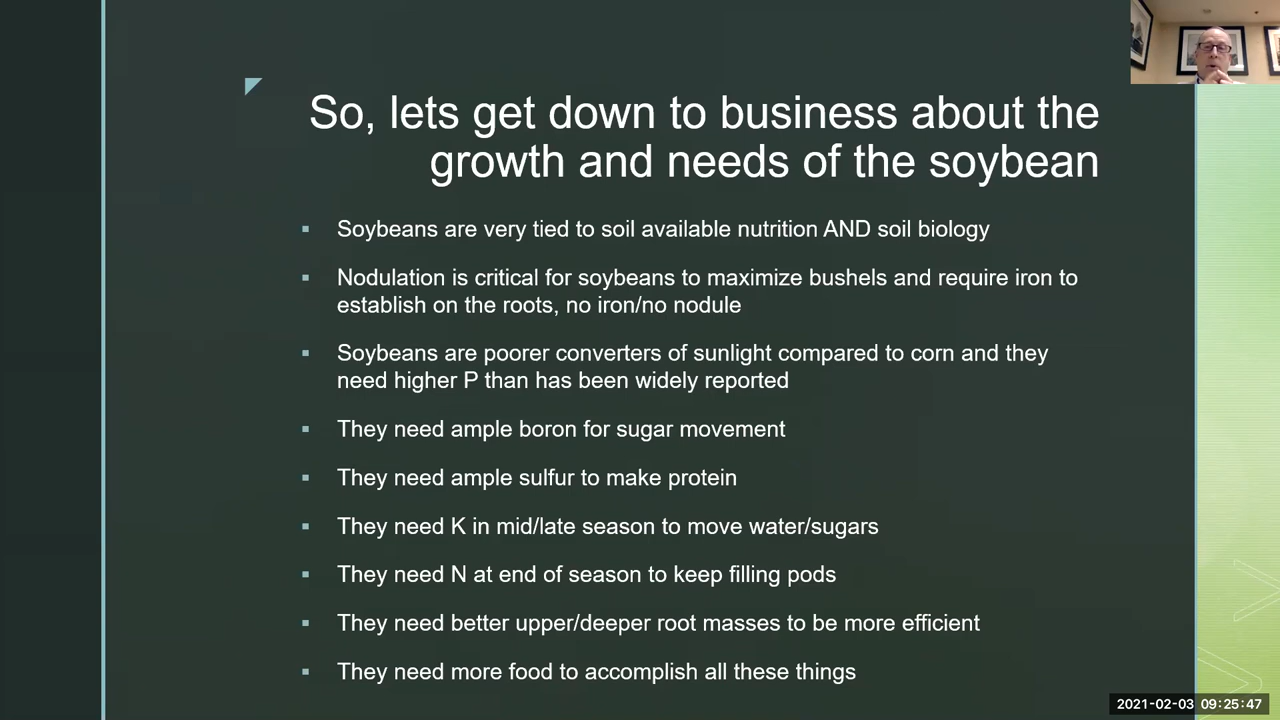 So, lets get down to business about the
growth and needs of the soybean
▪ Soybeans are very tied to soil available nutrition AND soil biology
▪ Nodulation is critical for soybeans to maximize bushels and require iron to
establish on the roots, no iron/no nodule
▪ Soybeans are poorer converters of sunlight compared to corn and they
need higher P than has been widely reported
▪ They need ample boron for sugar movement
▪ They need ample sulfur to make protein
▪ They need K in mid/late season to move water/sugars
▪ They need N at end of season to keep filling pods
▪ They need better upper/deeper root masses to be more efficient
▪ They need more food to accomplish all these things
2021-02-03 09:25:47